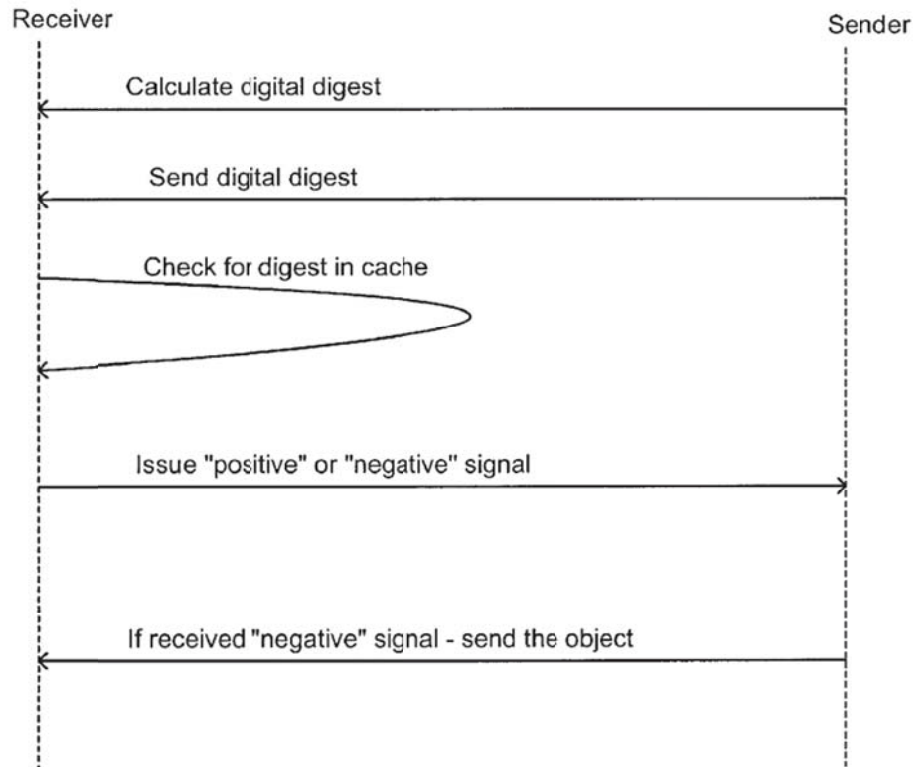 Receiver
Sender
Calculate digital digest
Send digital digest
Check for digest in cache
Issue "positive" or "negative" signal
If received "negative" signal - send the object